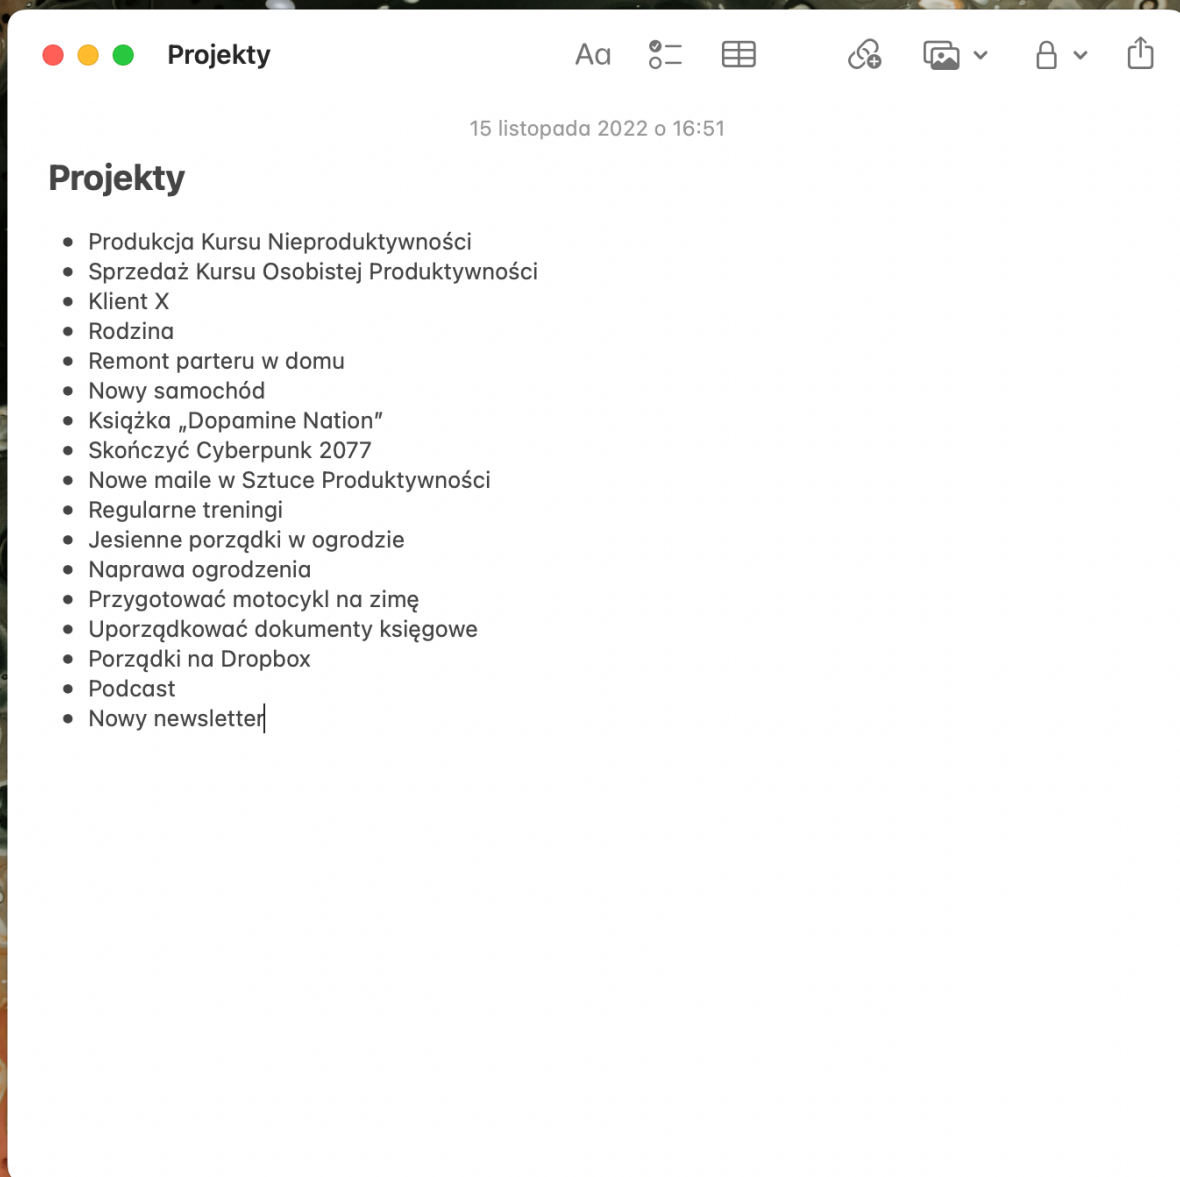 Projekty
Aa
15 listopada 2022 o 16:51
Projekty
• Produkcja Kursu Nieproduktywności
• Sprzedaż Kursu Osobistej Produktywności
• Klient X
• Rodzina
• Remont parteru w domu
• Nowy samochód
• Książka „Dopamine Nation”
• Skończyć Cyberpunk 2077
• Nowe maile w Sztuce Produktywności
• Regularne treningi
• Jesienne porządki w ogrodzie
• Naprawa ogrodzenia
• Przygotować motocykl na zimę
• Uporządkować dokumenty księgowe
• Porządki na Dropbox
• Podcast
• Nowy newsletter